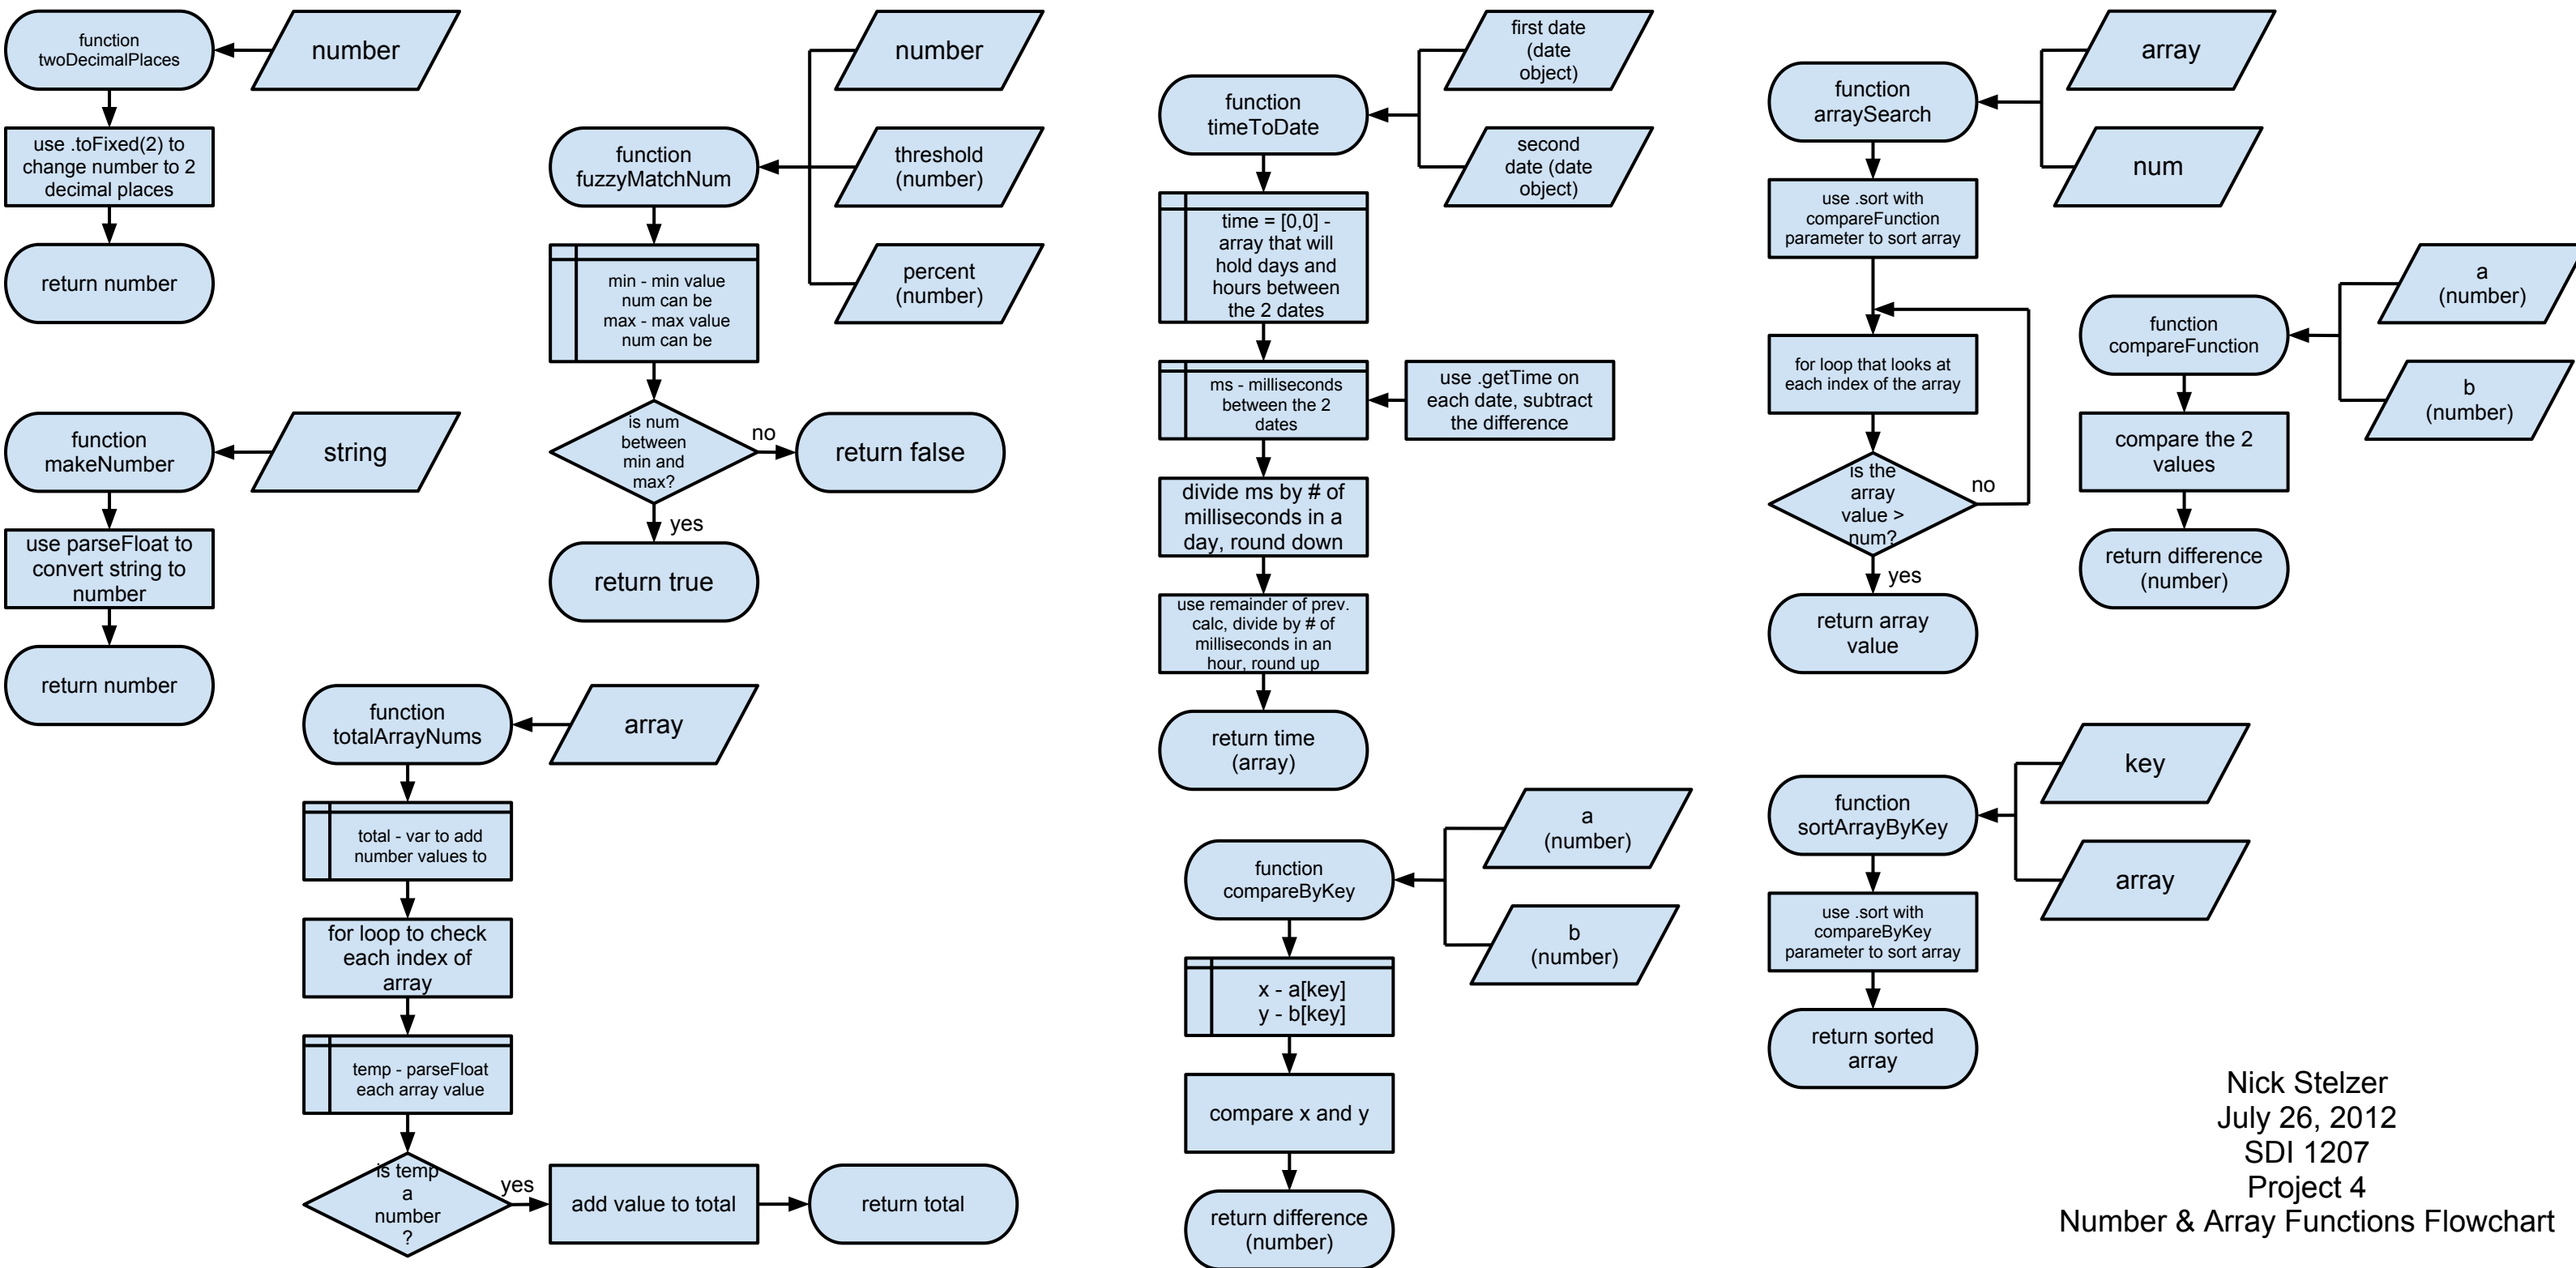 function
twoDecimalPlaces
number
use .toFixed(2) to
change number to 2
decimal places
return number
function
makeNumber
string
use parseFloat to
convert string to
number
return number
function
fuzzyMatchNum
number
threshold
(number)
percent
(number)
min - min value
num can be
max - max value
num can be
is num
between
min and
max?
no
return false
yes
return true
function
totalArrayNums
array
total - var to add
number values to
for loop to check
each index of
array
temp - parseFloat
each array value
is temp
a
number
?
yes
add value to total
return total
function
timeToDate
first date
(date
object)
second
date (date
object)
time = [0,0] -
array that will
hold days and
hours between
the 2 dates
ms - milliseconds
between the 2
dates
use .getTime on
each date, subtract
the difference
divide ms by # of
milliseconds in a
day, round down
use remainder of prev.
calc, divide by # of
milliseconds in an
hour, round up
return time
(array)
function
compareByKey
a
(number)
b
(number)
x - a[key]
y - b[key]
compare x and y
return difference
(number)
function
arraySearch
array
num
use .sort with
compareFunction
parameter to sort array
for loop that looks at
each index of the array
is the
array
value >
num?
no
yes
return array
value
function
compareFunction
a
(number)
b
(number)
compare the 2
values
return difference
(number)
function
sortArrayByKey
key
array
use .sort with
compareByKey
parameter to sort array
return sorted
array
Nick Stelzer
July 26, 2012
SDI 1207
Project 4
Number & Array Functions Flowchart